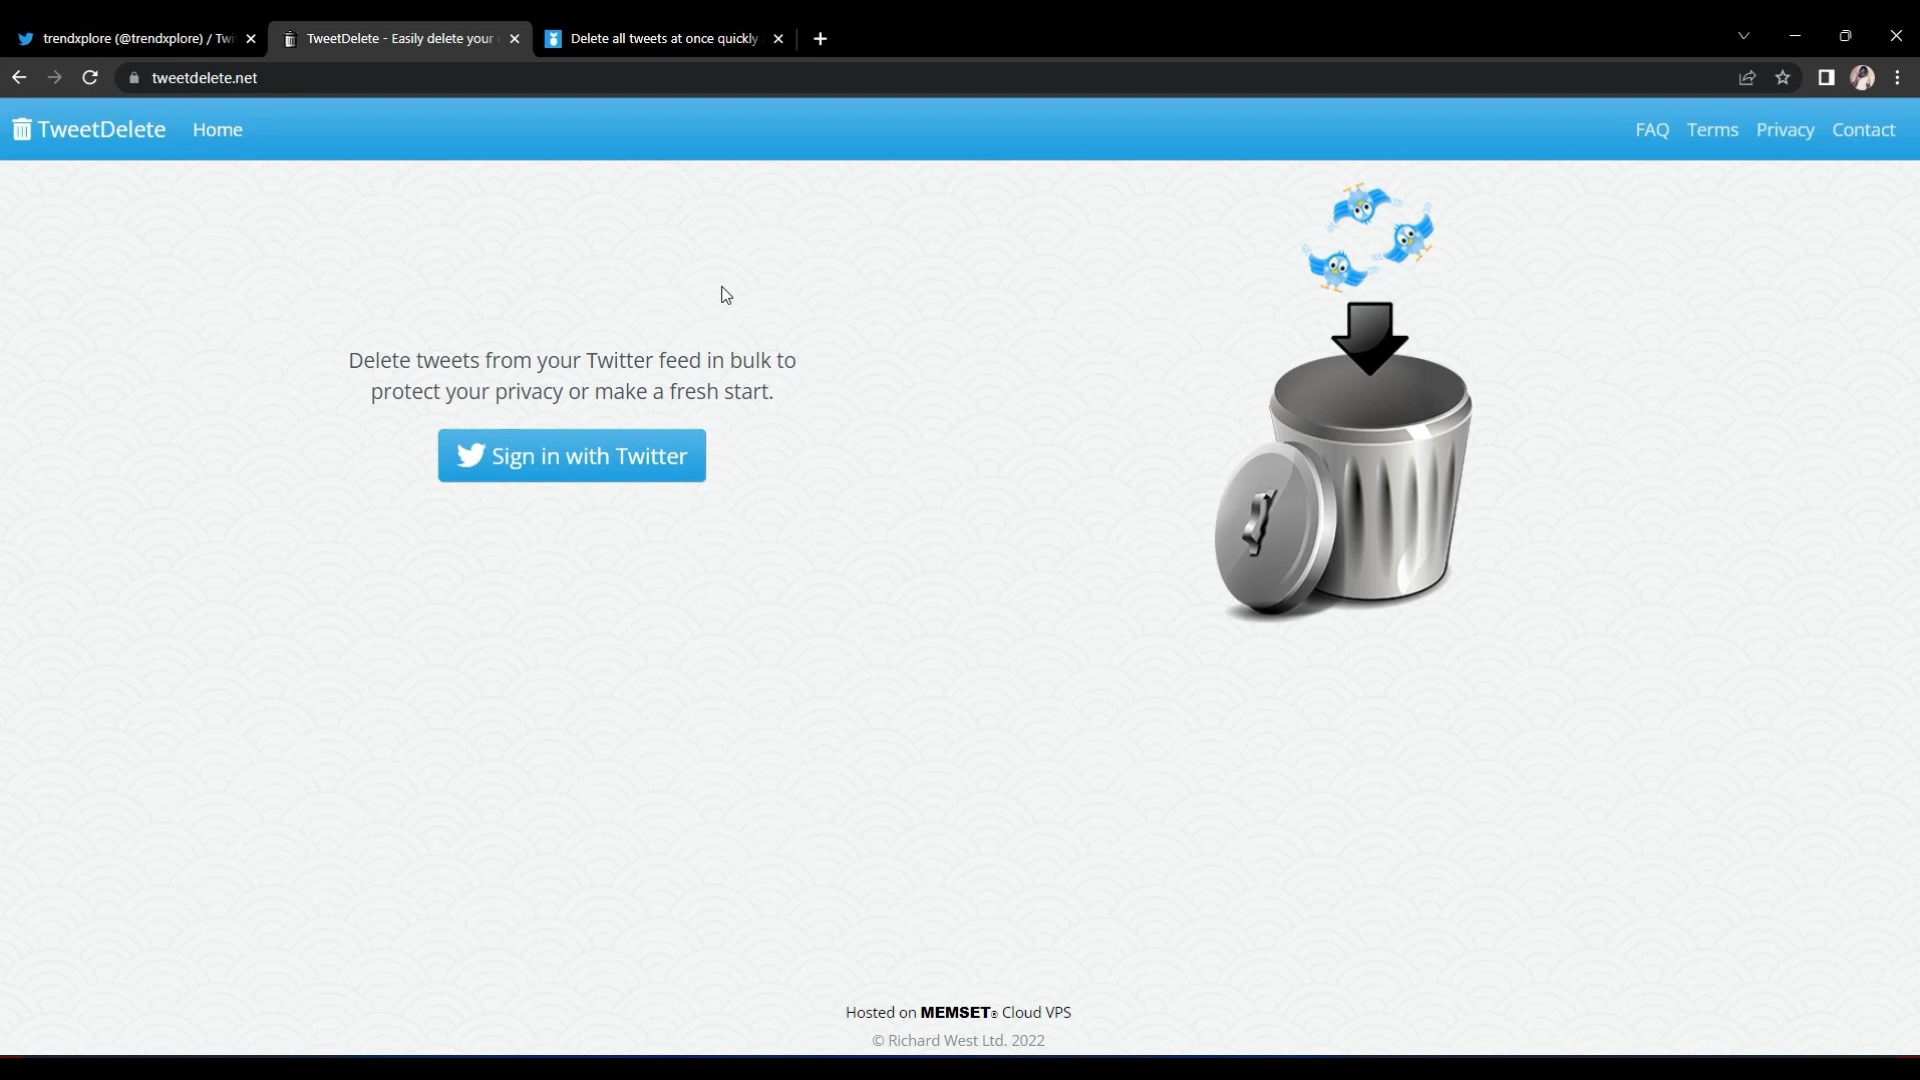 trendxplore (@trendxplore) / Twi
TweetDelete - Easily delete your
Delete all tweets at once quickly
tweetdelete.net
TweetDelete Home FAQ Terms Privacy Contact
Delete tweets from your Twitter feed in bulk to
protect your privacy or make a fresh start.
Sign in with Twitter
Hosted on MEMSET® Cloud VPS
© Richard West Ltd. 2022